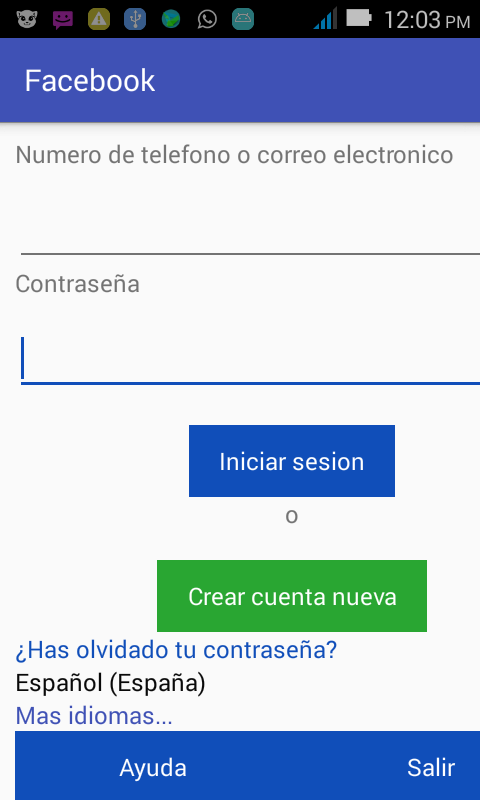 12:03 PM
Facebook
Numero de telefono o correo electronico
Contraseña
Iniciar sesion
o
Crear cuenta nueva
¿Has olvidado tu contraseña?
Español (España)
Mas idiomas...
Ayuda Salir